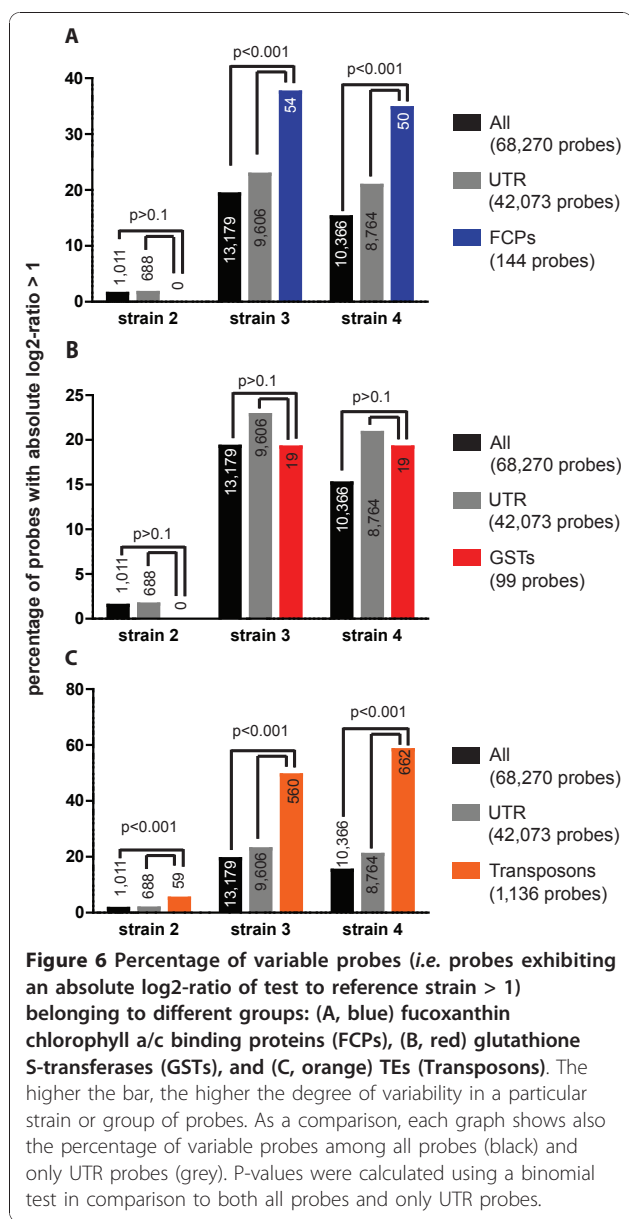 A
percentage of probes with absolute log2-ratio > 1
40
30
20
10
0
p>0.1
p<0.001
p<0.001
1,011
688
0
13,179
9,606
54
10,366
8,764
50
strain 2
strain 3
strain 4
All
(68,270 probes)
UTR
(42,073 probes)
FCPs
(144 probes)
B
25
20
15
10
5
0
p>0.1
p>0.1
p>0.1
1,011
688
0
13,179
9,606
19
10,366
8,764
19
strain 2
strain 3
strain 4
All
(68,270 probes)
UTR
(42,073 probes)
GSTs
(99 probes)
C
80
60
40
20
0
p<0.001
p<0.001
p<0.001
1,011
688
59
13,179
9,606
560
10,366
8,764
662
strain 2
strain 3
strain 4
All
(68,270 probes)
UTR
(42,073 probes)
Transposons
(1,136 probes)
Figure 6 Percentage of variable probes (i.e. probes exhibiting
an absolute log2-ratio of test to reference strain > 1)
belonging to different groups: (A, blue) fucoxanthin
chlorophyll a/c binding proteins (FCPs), (B, red) glutathione
S-transferases (GSTs), and (C, orange) TEs (Transposons). The
higher the bar, the higher the degree of variability in a particular
strain or group of probes. As a comparison, each graph shows also
the percentage of variable probes among all probes (black) and
only UTR probes (grey). P-values were calculated using a binomial
test in comparison to both all probes and only UTR probes.